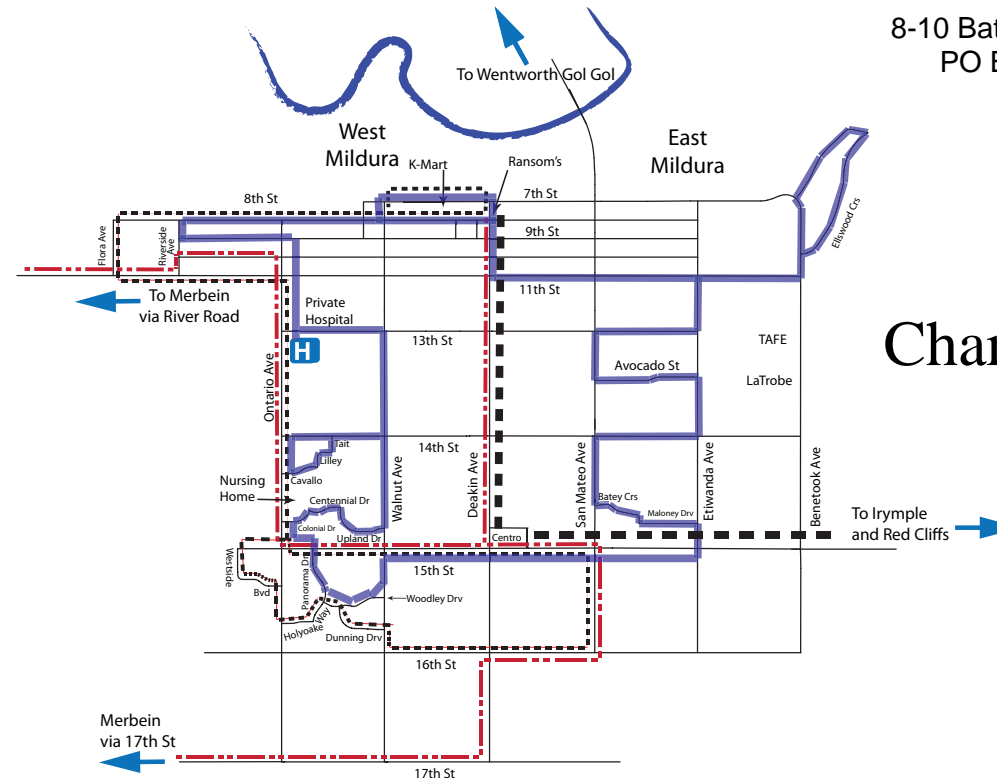 8-10 Bat
PO B
To Wentworth Gol Gol
West
Mildura
East
Mildura
K-Mart
Ransom's
8th St
7th St
9th St
Flora Ave
Riverside
Ave
Ellswood Crs
11th St
To Merbein
via River Road
Private
Hospital
H
13th St
TAFE
Char
Avocado St
LaTrobe
Ontario Ave
14th St
Tait
Lilley
Cavallo
Nursing
Home
Centennial Dr
Walnut Ave
Deakin Ave
San Mateo Ave
Etiwanda Ave
Benetook Ave
Batey Crs
Maloney Drv
Colonial Dr
Upland Dr
Centro
To Irymple
and Red Cliffs
Westside
Bvd
Panorama Dr
15th St
Woodley Drv
Holyoake
Way
Dunning Drv
16th St
Merbein
via 17th St
17th St